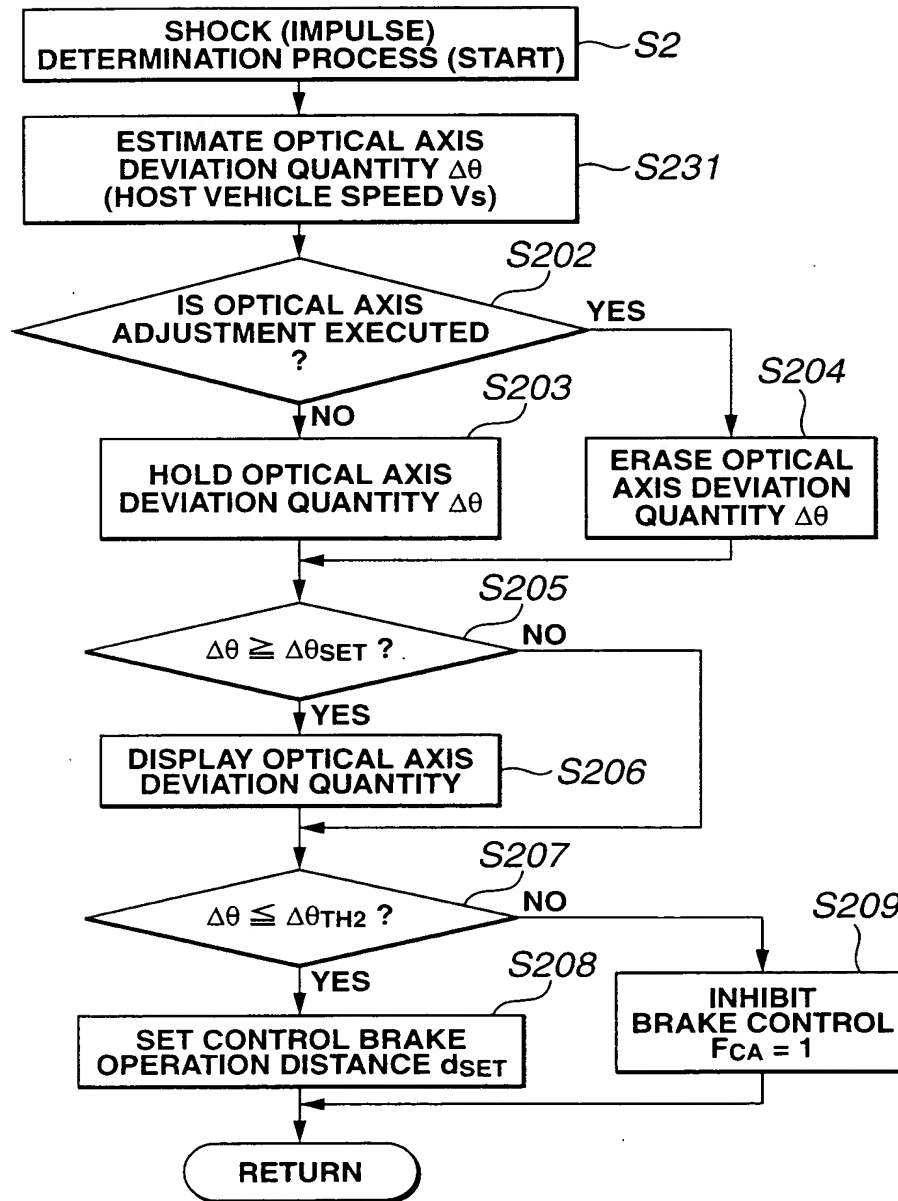 SHOCK (IMPULSE)
DETERMINATION PROCESS (START)
S2
ESTIMATE OPTICAL AXIS
DEVIATION QUANTITY Δθ
(HOST VEHICLE SPEED Vs)
S231
S202
IS OPTICAL AXIS
ADJUSTMENT EXECUTED
?
YES
NO
S203
HOLD OPTICAL AXIS
DEVIATION QUANTITY Δθ
S204
ERASE OPTICAL
AXIS DEVIATION
QUANTITY Δθ
S205
Δθ ≧ ΔθSET ?
NO
YES
DISPLAY OPTICAL AXIS
DEVIATION QUANTITY
S206
S207
Δθ ≦ ΔθTH2 ?
NO
YES
S208
SET CONTROL BRAKE
OPERATION DISTANCE dSET
S209
INHIBIT
BRAKE CONTROL
FCA = 1
RETURN